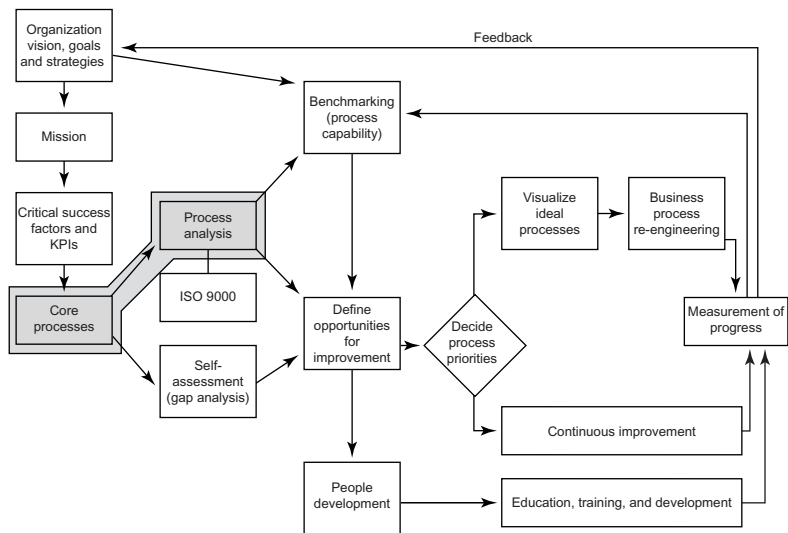 Organization
vision, goals
and strategies
Feedback
Benchmarking
(process
capability)
Mission
Critical success
factors and
KPIs
Process
analysis
Visualize
ideal
processes
Business
process
re-engineering
ISO 9000
Core
processes
Define
opportunities
for
improvement
Decide
process
priorities
Measurement of
progress
Self-
assessment
(gap analysis)
Continuous improvement
People
development
Education, training, and development